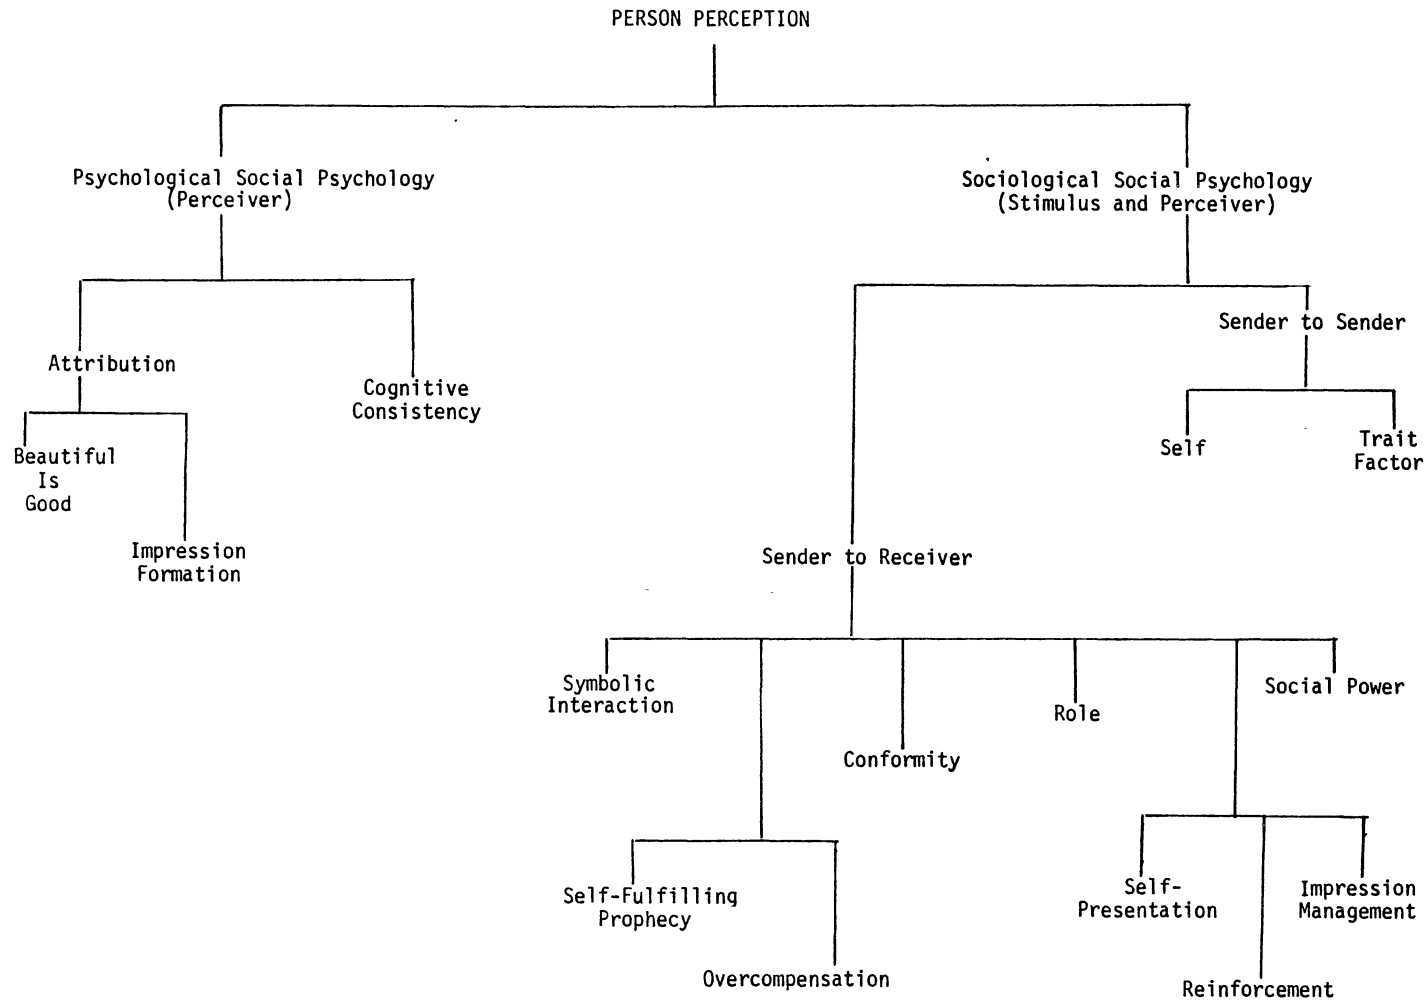 PERSON PERCEPTION
Psychological Social Psychology
(Perceiver)
Sociological Social Psychology
(Stimulus and Perceiver)
Sender to Sender
Attribution
Cognitive
Consistency
Beautiful
Is
Good
Self
Trait
Factor
Impression
Formation
Sender to Receiver
Symbolic
Interaction
Social Power
Role
Conformity
Self-Fulfilling
Prophecy
Self-
Presentation
Impression
Management
Overcompensation
Reinforcement